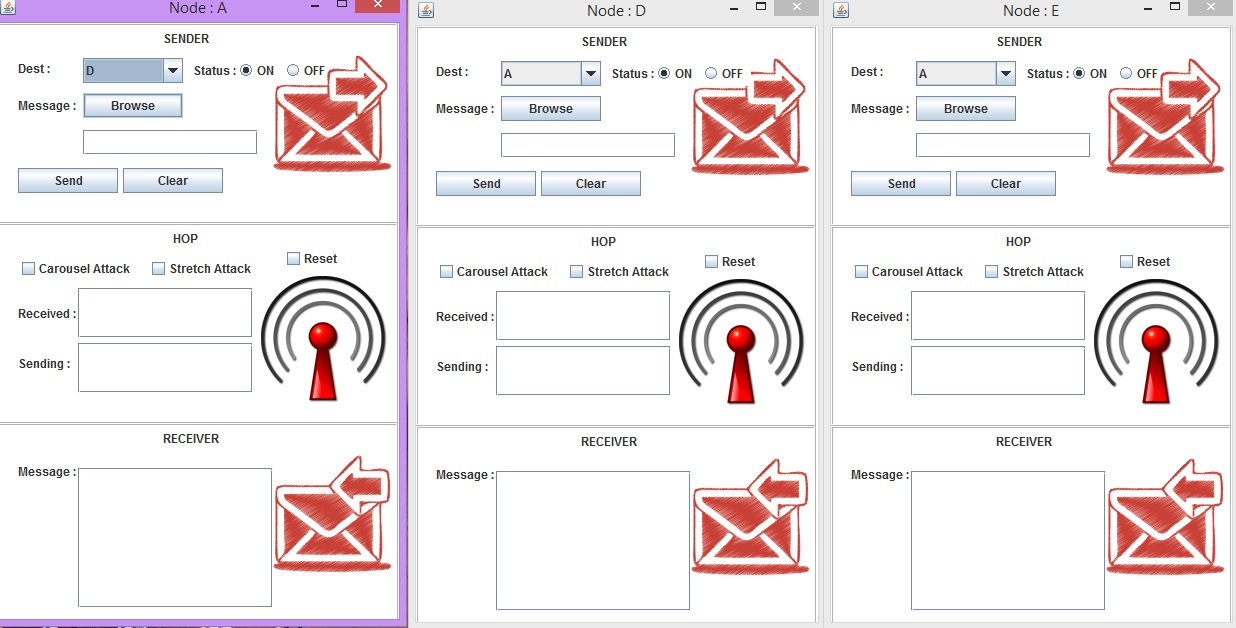 Node : A
SENDER
Dest :
D
Status :
ON
OFF
Message :
Browse
Send
Clear
HOP
Carousel Attack
Stretch Attack
Reset
Received :
Sending :
RECEIVER
Message :
Node : D
SENDER
Dest :
A
Status :
ON
OFF
Message :
Browse
Send
Clear
HOP
Carousel Attack
Stretch Attack
Reset
Received :
Sending :
RECEIVER
Message :
Node : E
SENDER
Dest :
A
Status :
ON
OFF
Message :
Browse
Send
Clear
HOP
Carousel Attack
Stretch Attack
Reset
Received :
Sending :
RECEIVER
Message :